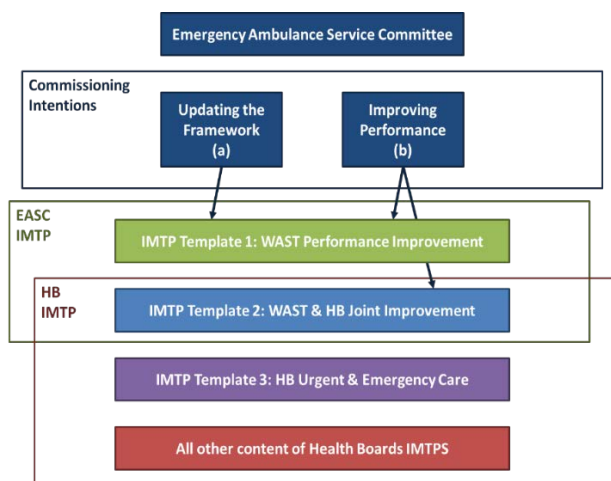 Emergency Ambulance Service Committee
Commissioning
Intentions
Updating the
Framework
(a)
Improving
Performance
(b)
EASC
IMTP
IMTP Template 1: WAST Performance Improvement
HB
IMTP
IMTP Template 2: WAST & HB Joint Improvement
IMTP Template 3: HB Urgent & Emergency Care
All other content of Health Boards IMTPS